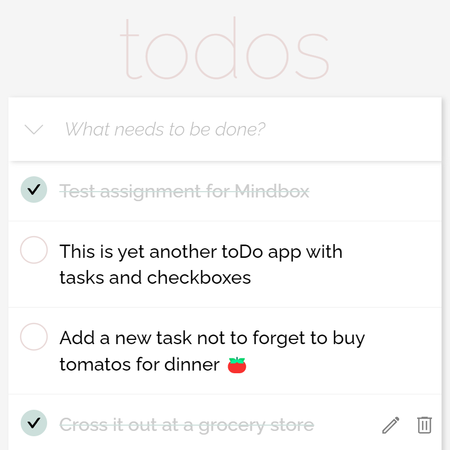 todos
What needs to be done?
Test assignment for Mindbox
This is yet another toDo app with
tasks and checkboxes
Add a new task not to forget to buy
tomatos for dinner 🍅
Cross it out at a grocery store